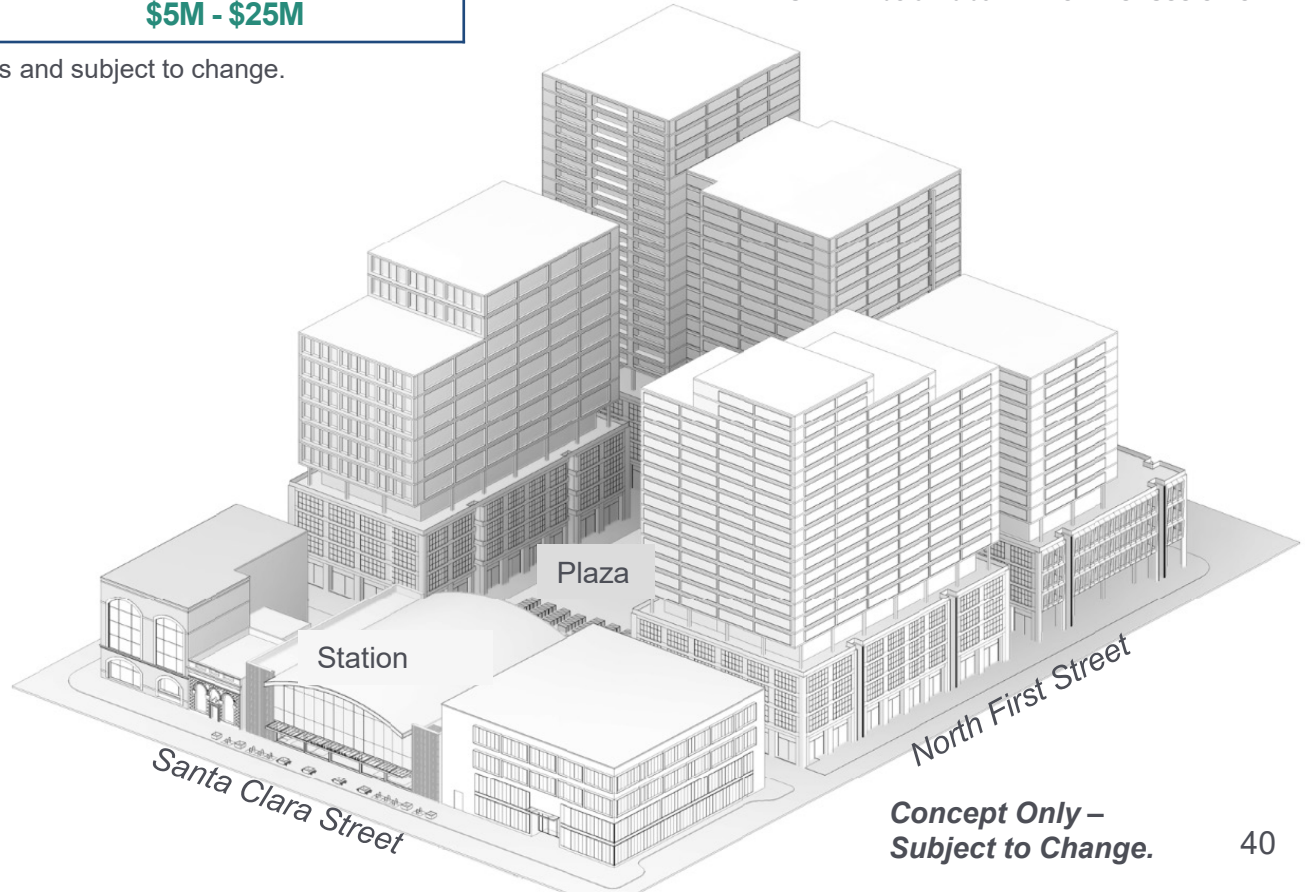 $5M - $25M
s and subject to change.
Plaza
Station
North First Street
Santa Clara Street
Concept Only –
Subject to Change.
40